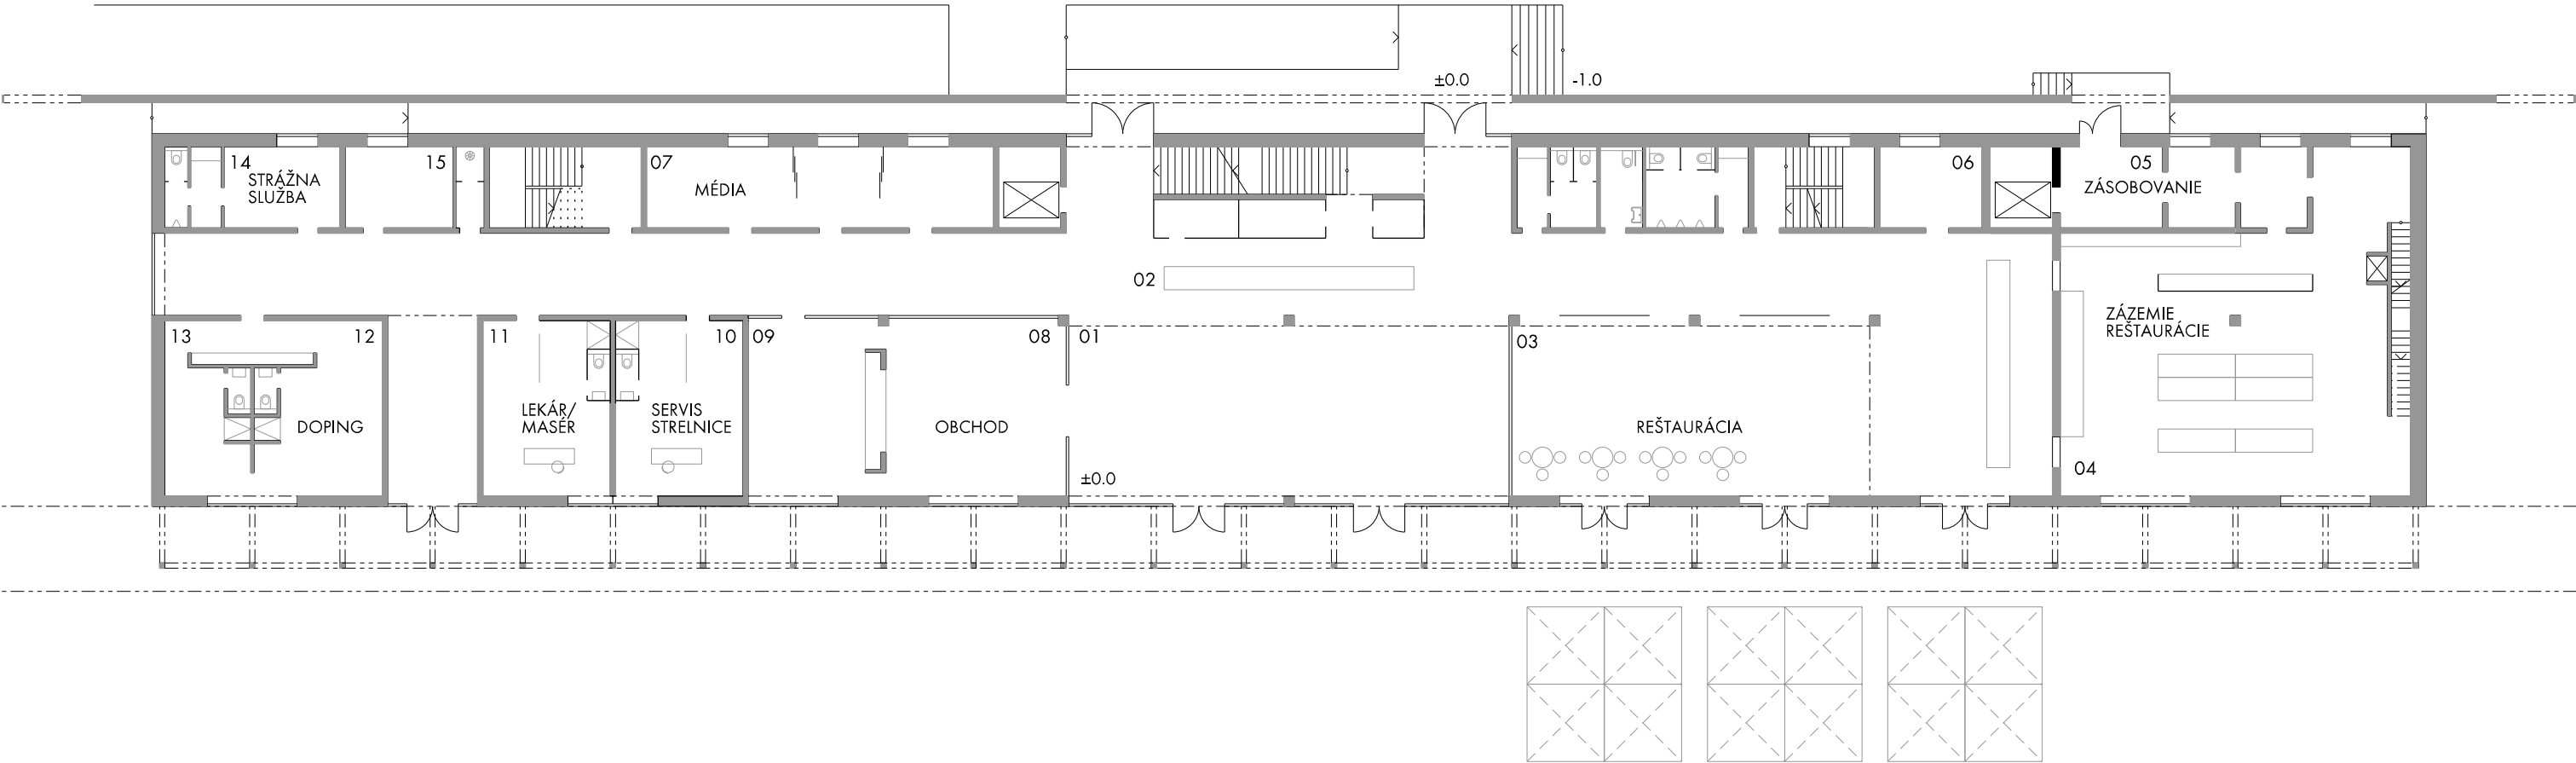 ±0.0
-1.0
14
STRÁŽNA
SLUŽBA
15
07
MÉDIA
06
05
ZÁSOBOVANIE
02
13
12
11
10
09
08
01
03
ZÁZEMIE
REŠTAURÁCIE
DOPING
LEKÁR/
MASÉR
SERVIS
STRELNICE
OBCHOD
REŠTAURÁCIA
04
±0.0